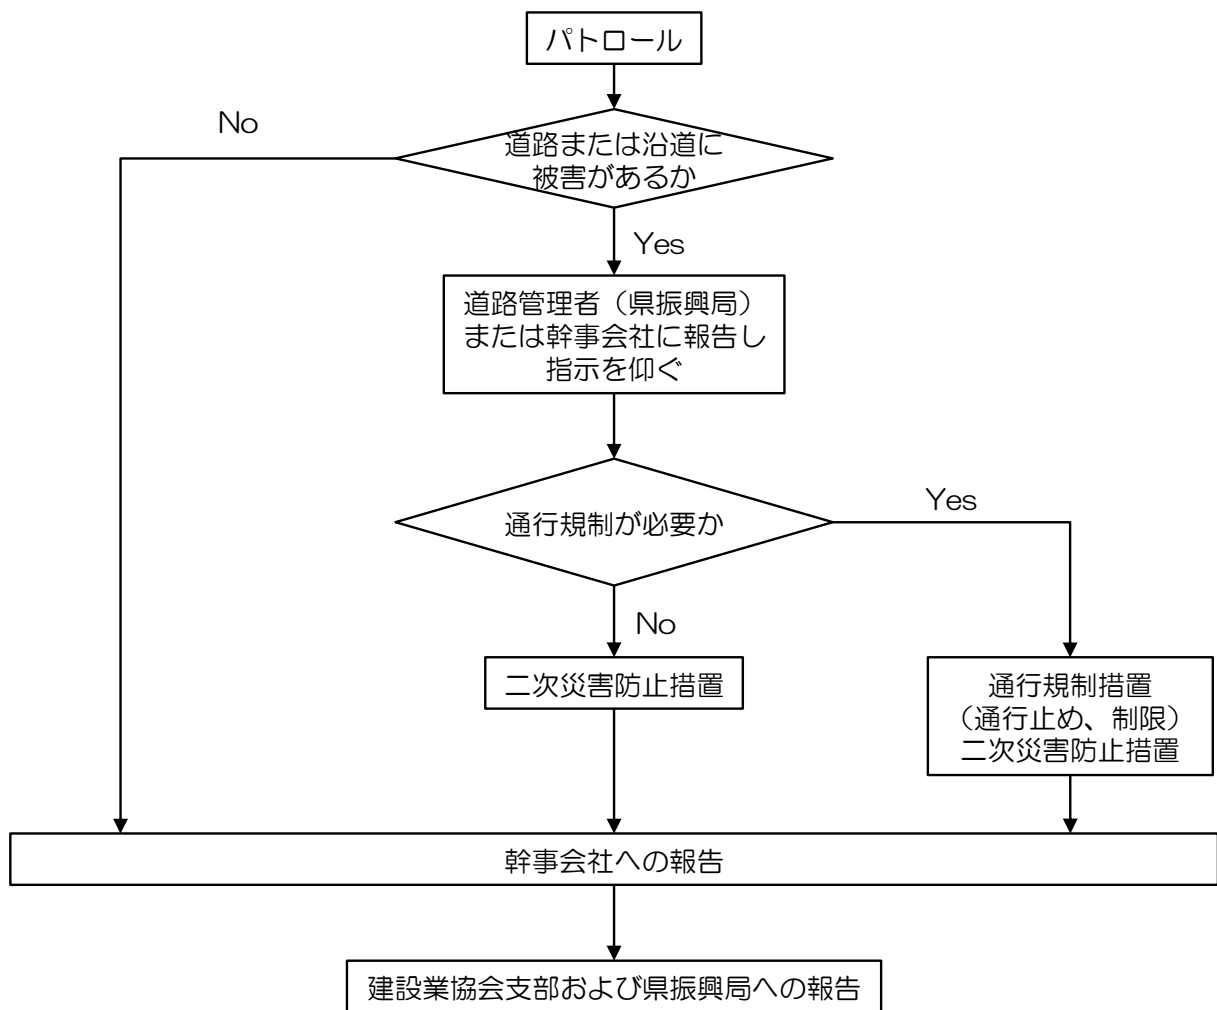 パトロール
No
道路または沿道に
被害があるか
Yes
道路管理者（県振興局）
または幹事会社に報告し
指示を仰ぐ
通行規制が必要か
Yes
No
二次災害防止措置
通行規制措置
（通行止め、制限）
二次災害防止措置
幹事会社への報告
建設業協会支部および県振興局への報告